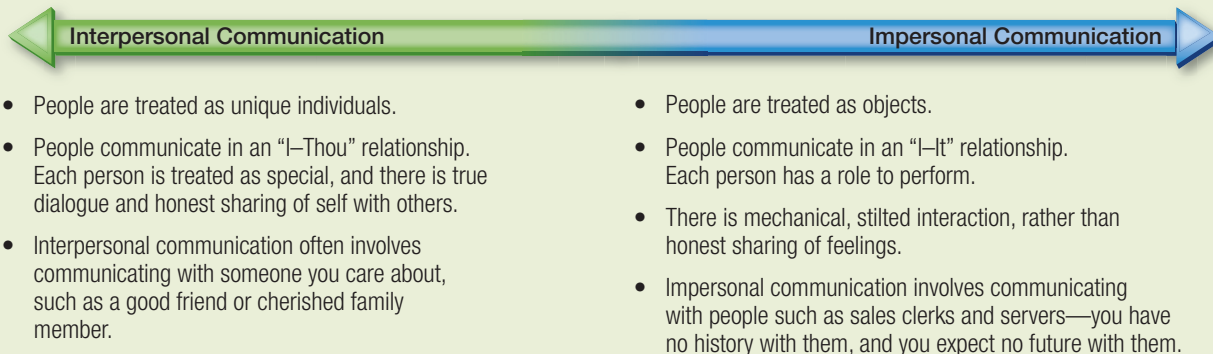 Interpersonal Communication
Impersonal Communication
• People are treated as unique individuals.
• People communicate in an “I–Thou” relationship.
Each person is treated as special, and there is true
dialogue and honest sharing of self with others.
• Interpersonal communication often involves
communicating with someone you care about,
such as a good friend or cherished family
member.
• People are treated as objects.
• People communicate in an “I–It” relationship.
Each person has a role to perform.
• There is mechanical, stilted interaction, rather than
honest sharing of feelings.
• Impersonal communication involves communicating
with people such as sales clerks and servers—you have
no history with them, and you expect no future with them.